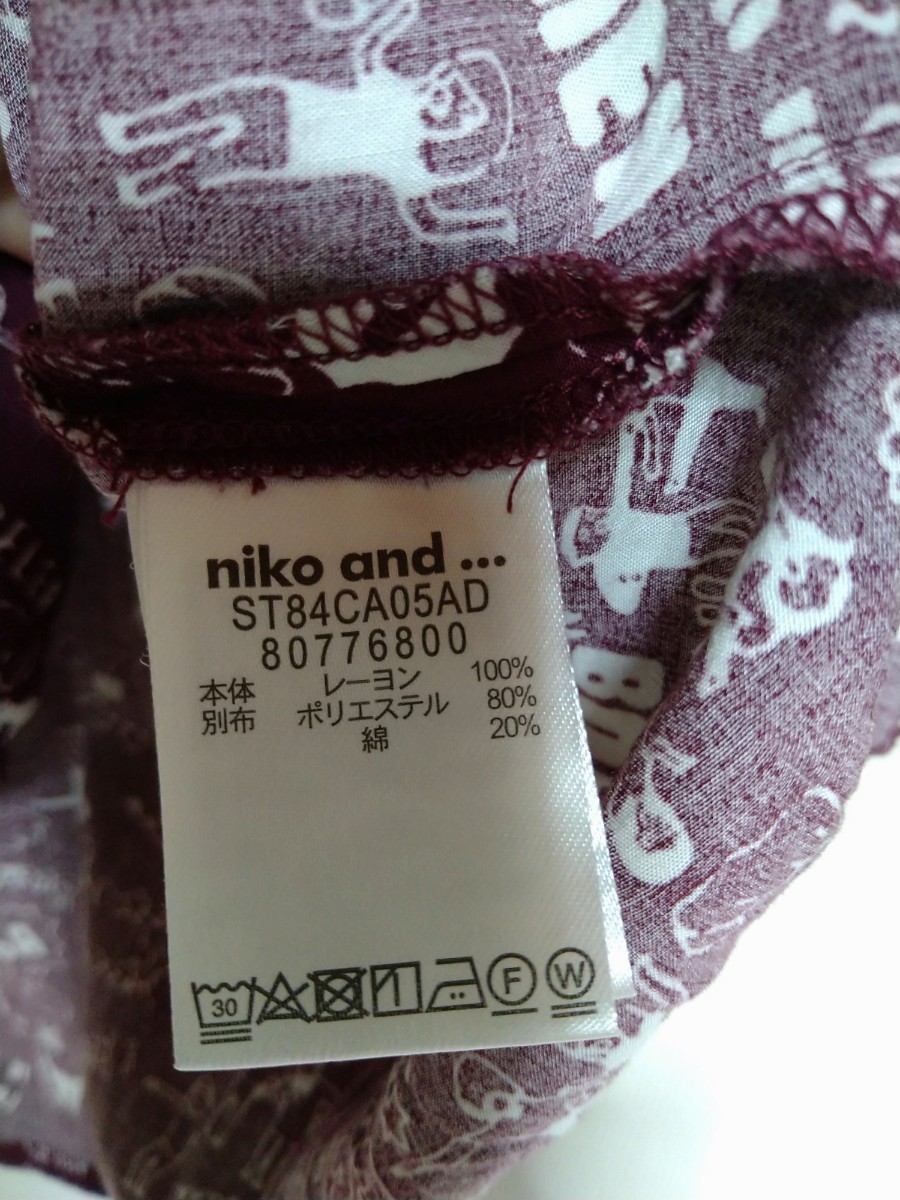 niko and ...
ST84CA05AD
80776800
本体 レーヨン 100%
別布 ポリエステル 80%
綿 20%
30 F W